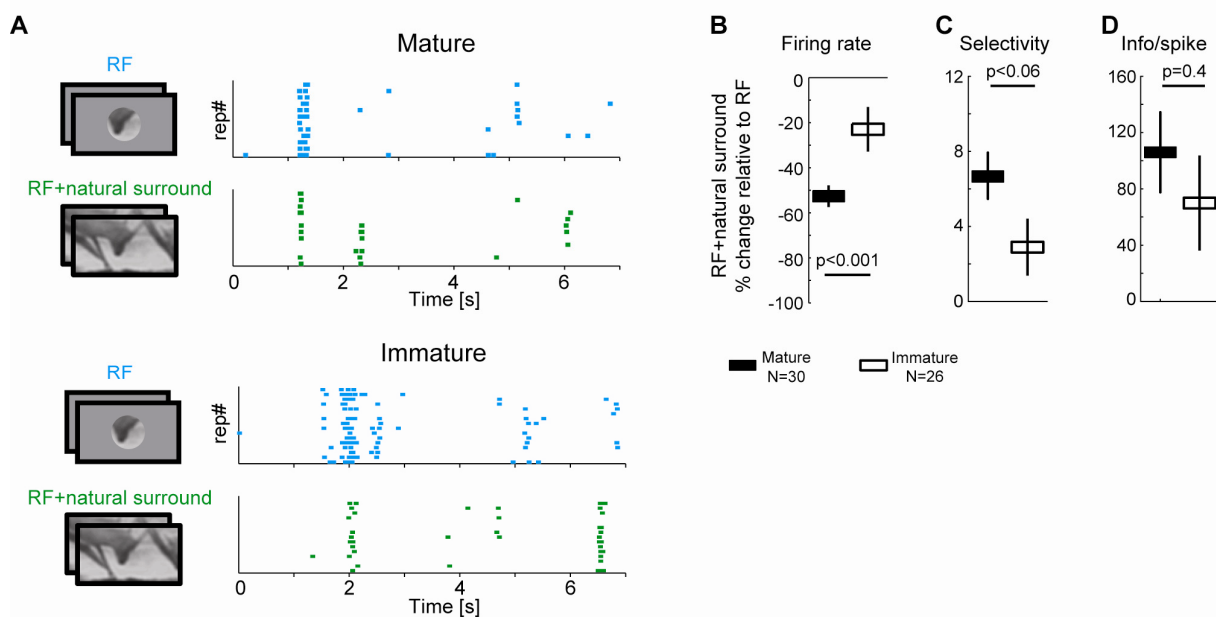 A
Mature
RF
rep#
RF+natural surround
0 2 4 6
Time [s]
Immature
RF
rep#
RF+natural surround
0 2 4 6
Time [s]
B
Firing rate
RF+natural surround
% change relative to RF
0
-20
-40
-60
-80
-100
p<0.001
C
Selectivity
p<0.06
12
9
6
3
0
D
Info/spike
p=0.4
160
120
80
40
0
Mature
N=30
Immature
N=26